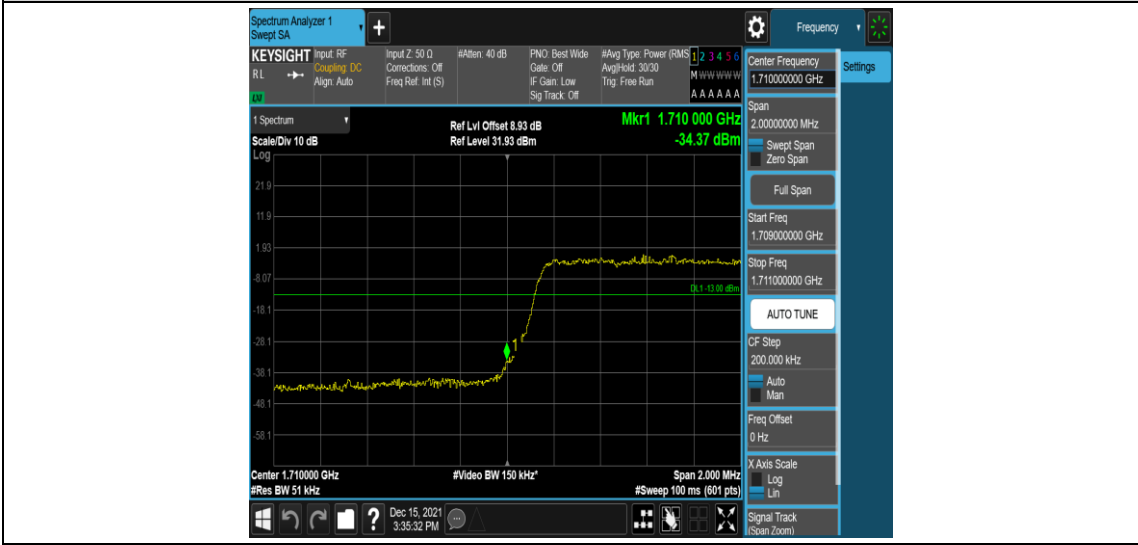 Spectrum Analyzer 1
Swept SA
+
Frequency
KEYSIGHT
RL
Input: RF
Coupling: DC
Align: Auto
Input Z: 50 Ω
Corrections: Off
Freq Ref: Int (S)
#Atten: 40 dB
PNO: Best Wide
Gate: Off
IF Gain: Low
Sig Track: Off
#Avg Type: Power (RMS
Avg|Hold: 30/30
Trig: Free Run
1 2 3 4 5 6
M W W W W W
A A A A A A
1 Spectrum
Scale/Div 10 dB
Log
Ref Lvl Offset 8.93 dB
Ref Level 31.93 dBm
Mkr1 1.710 000 GHz
-34.37 dBm
21.9
11.9
1.93
-8.07
-18.1
-28.1
-38.1
-48.1
-58.1
DL1 -13.00 dBm
1
Center 1.710000 GHz
#Res BW 51 kHz
#Video BW 150 kHz*
Span 2.000 MHz
#Sweep 100 ms (601 pts)
?
Dec 15, 2021
3:35:32 PM
Center Frequency
1.710000000 GHz
Span
2.00000000 MHz
Swept Span
Zero Span
Full Span
Start Freq
1.709000000 GHz
Stop Freq
1.711000000 GHz
AUTO TUNE
CF Step
200.000 kHz
Auto
Man
Freq Offset
0 Hz
X Axis Scale
Log
Lin
Signal Track
(Span Zoom)
Settings